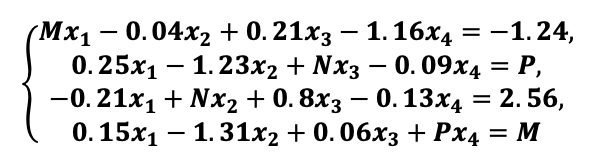 Mx₁ − 0.04x₂ + 0.21x₃ − 1.16x₄ = −1.24,
0.25x₁ − 1.23x₂ + Nx₃ − 0.09x₄ = P,
−0.21x₁ + Nx₂ + 0.8x₃ − 0.13x₄ = 2.56,
0.15x₁ − 1.31x₂ + 0.06x₃ + Px₄ = M